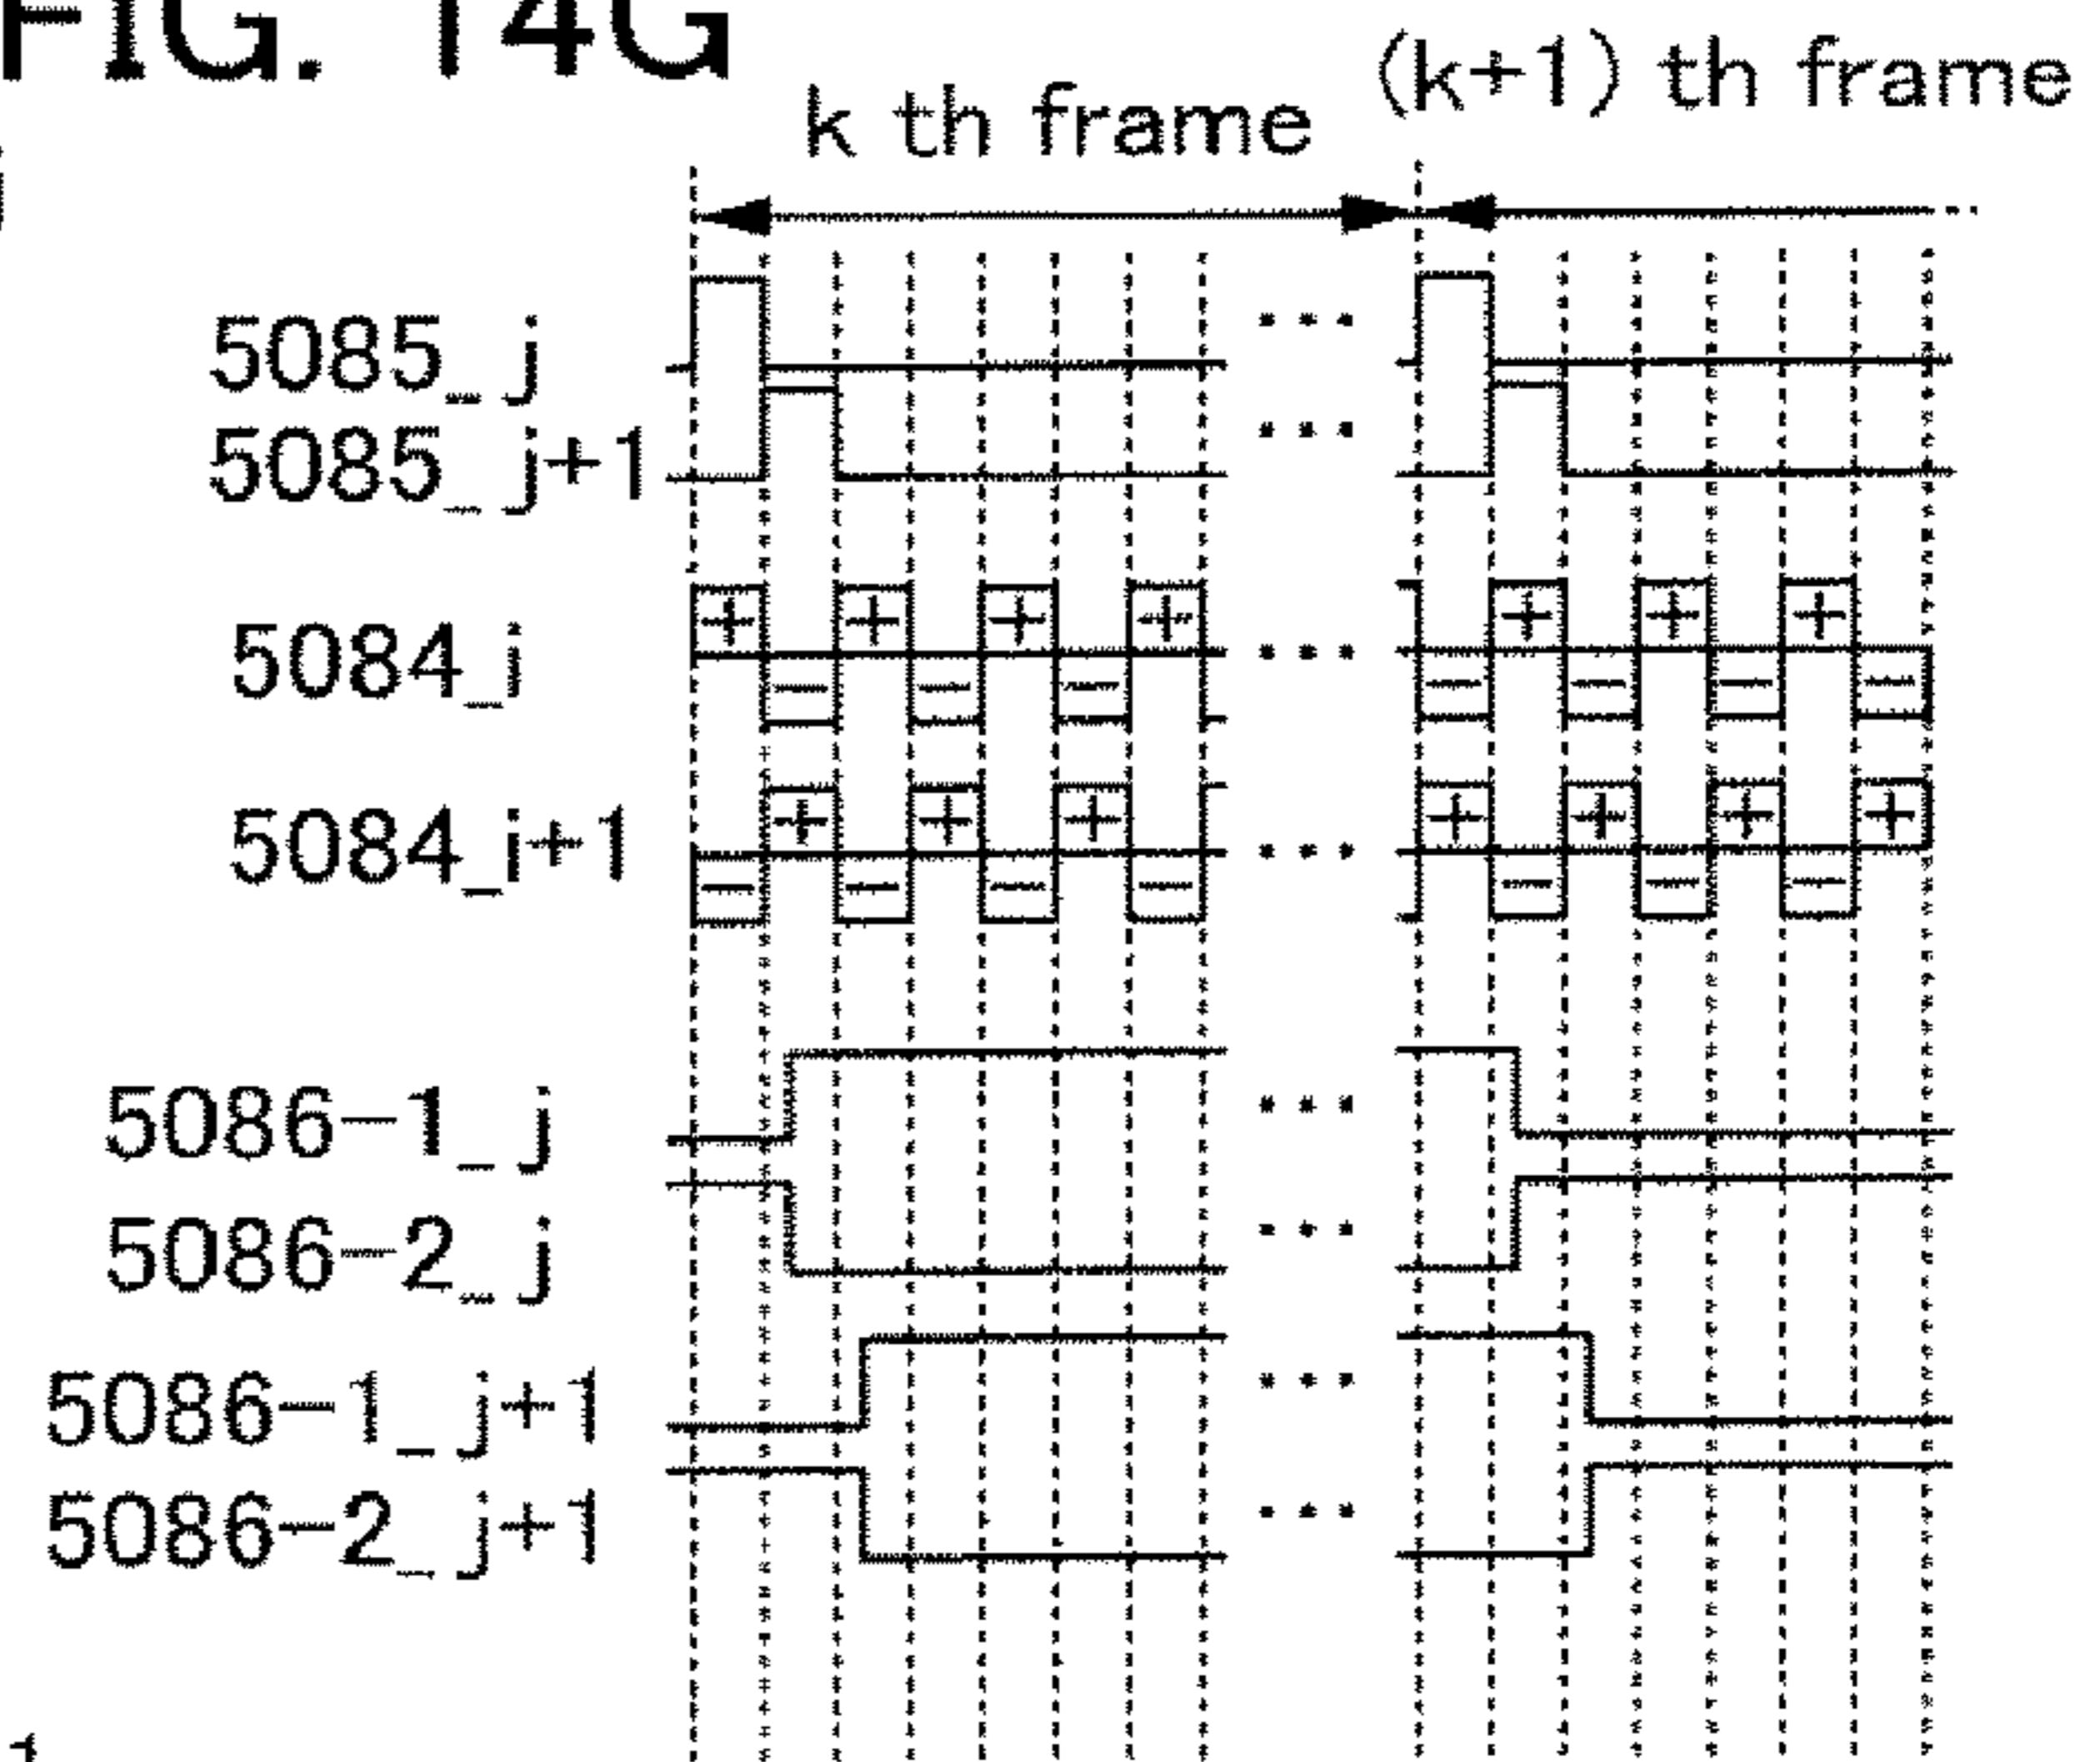 FIG. 14G
k th frame
(k+1) th frame
5085_j
5085_j+1
5084_i
5084_i+1
5086-1_j
5086-2_j
5086-1_j+1
5086-2_j+1